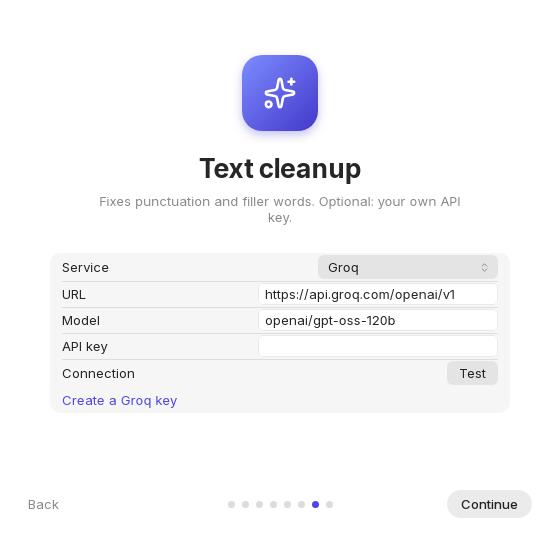 Text cleanup
Fixes punctuation and filler words. Optional: your own API
key.
Service
Groq
URL
https://api.groq.com/openai/v1
Model
openai/gpt-oss-120b
API key
Connection
Test
Create a Groq key
Back
Continue